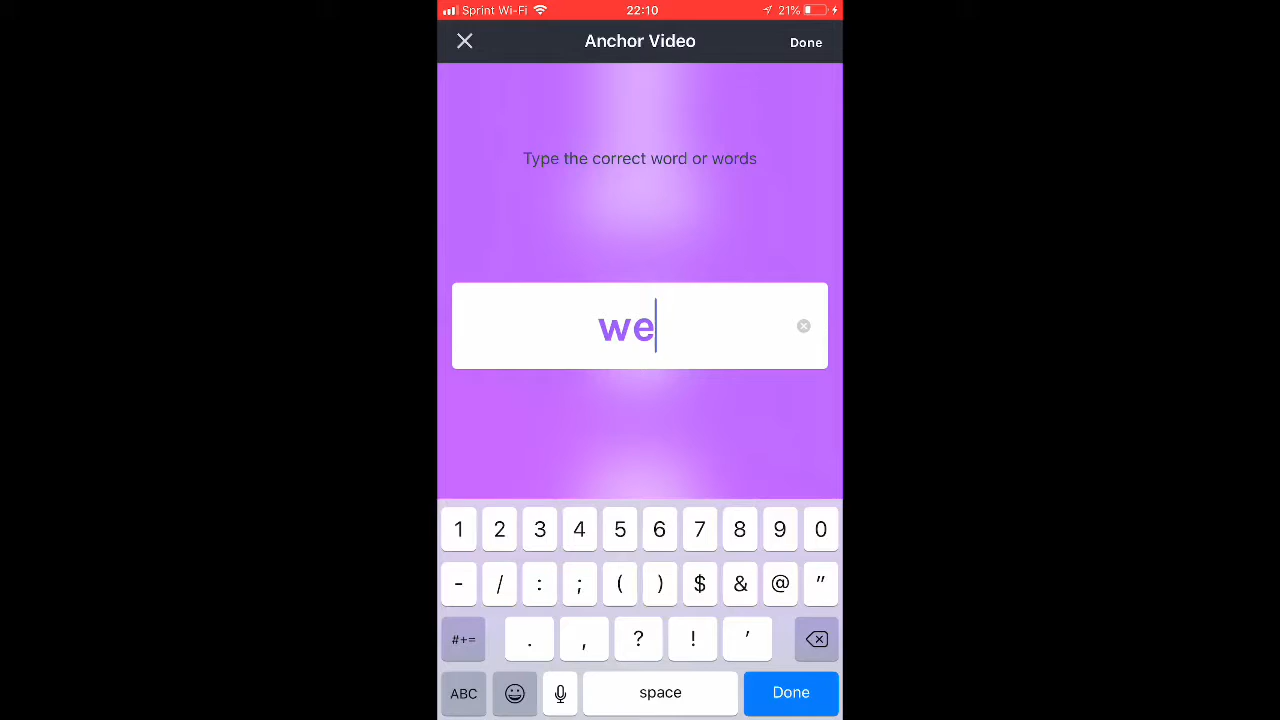 Sprint Wi-Fi 22:10 21%
Anchor Video Done
Type the correct word or words
we
1 2 3 4 5 6 7 8 9 0
- / : ; ( ) $ & @ "
#+= . , ? ! '
ABC space Done